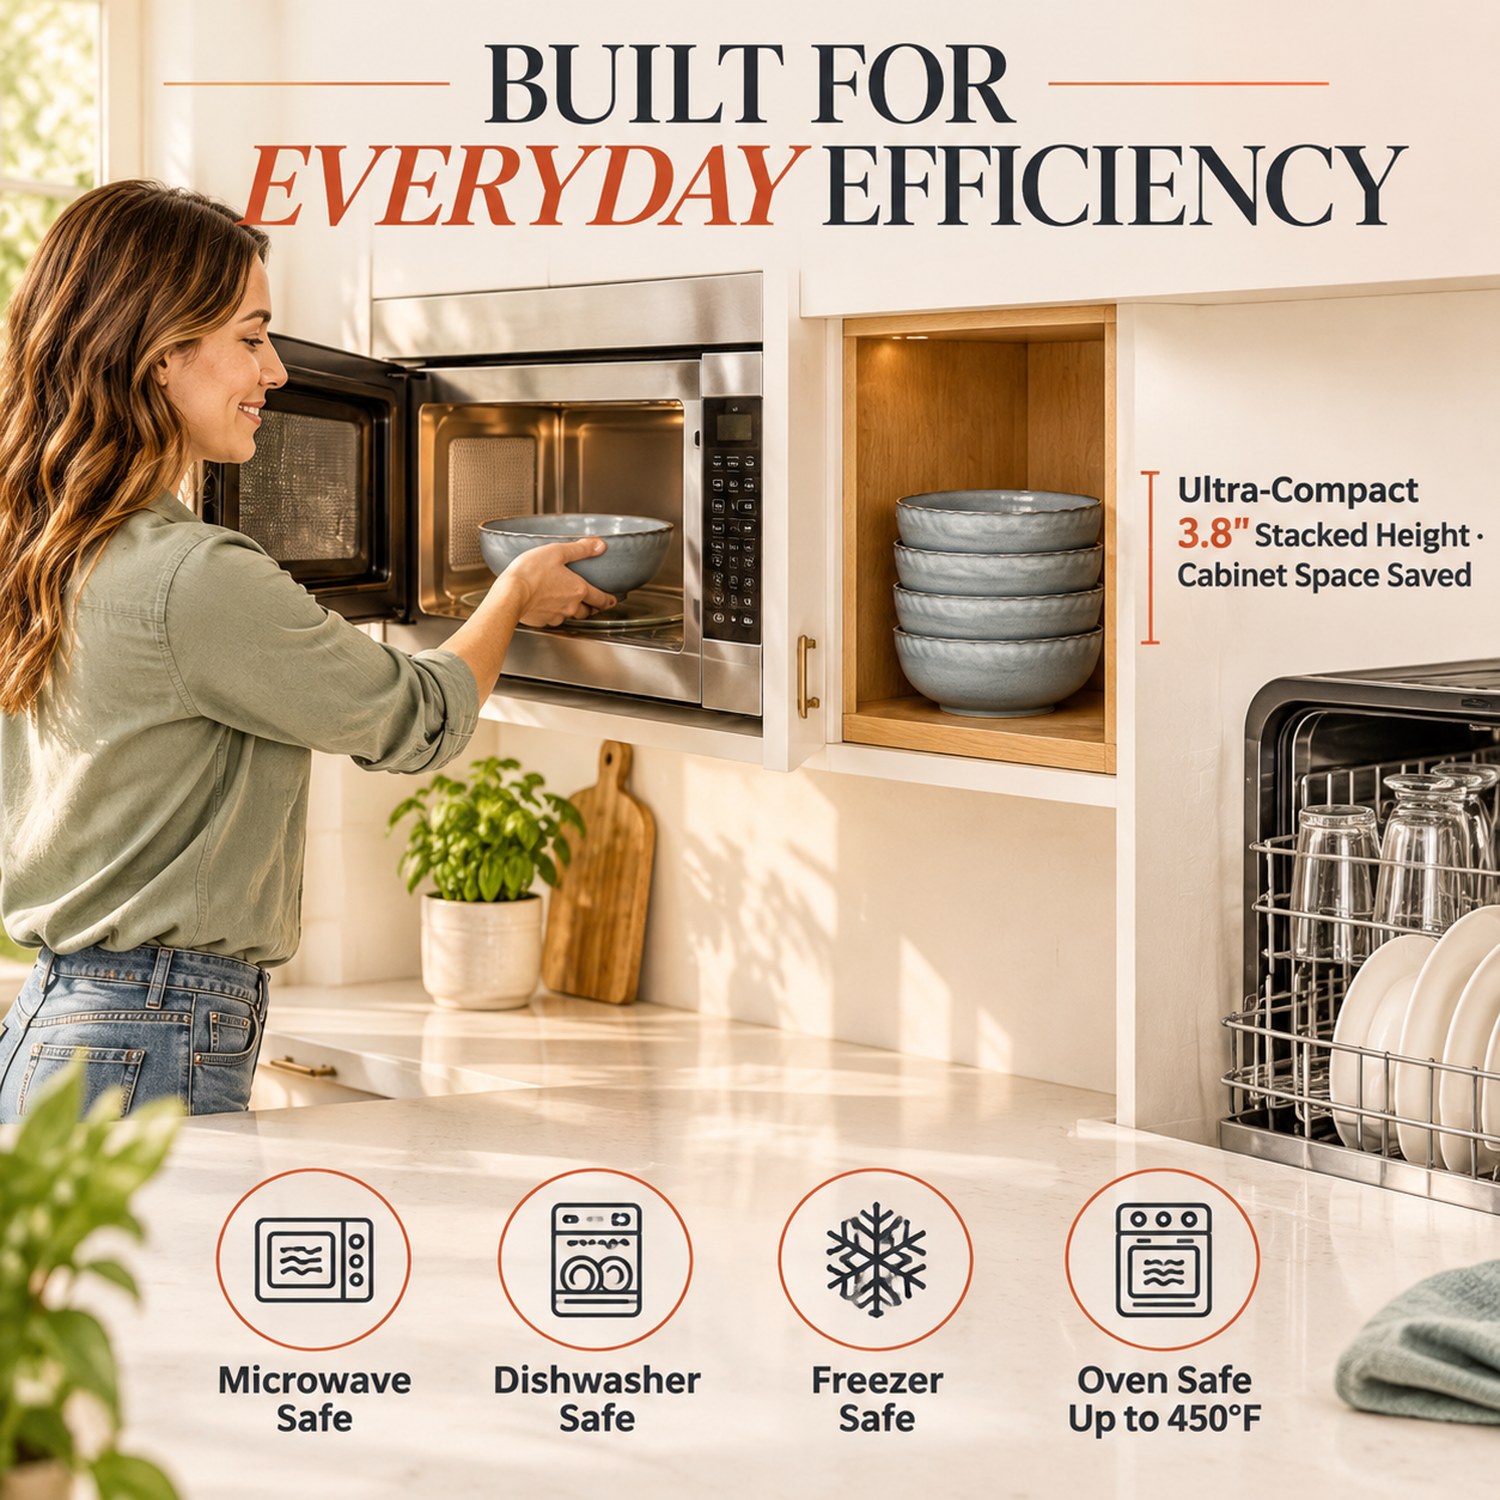 BUILT FOR
EVERYDAY EFFICIENCY
Ultra-Compact
3.8" Stacked Height ·
Cabinet Space Saved
Microwave
Safe
Dishwasher
Safe
Freezer
Safe
Oven Safe
Up to 450°F